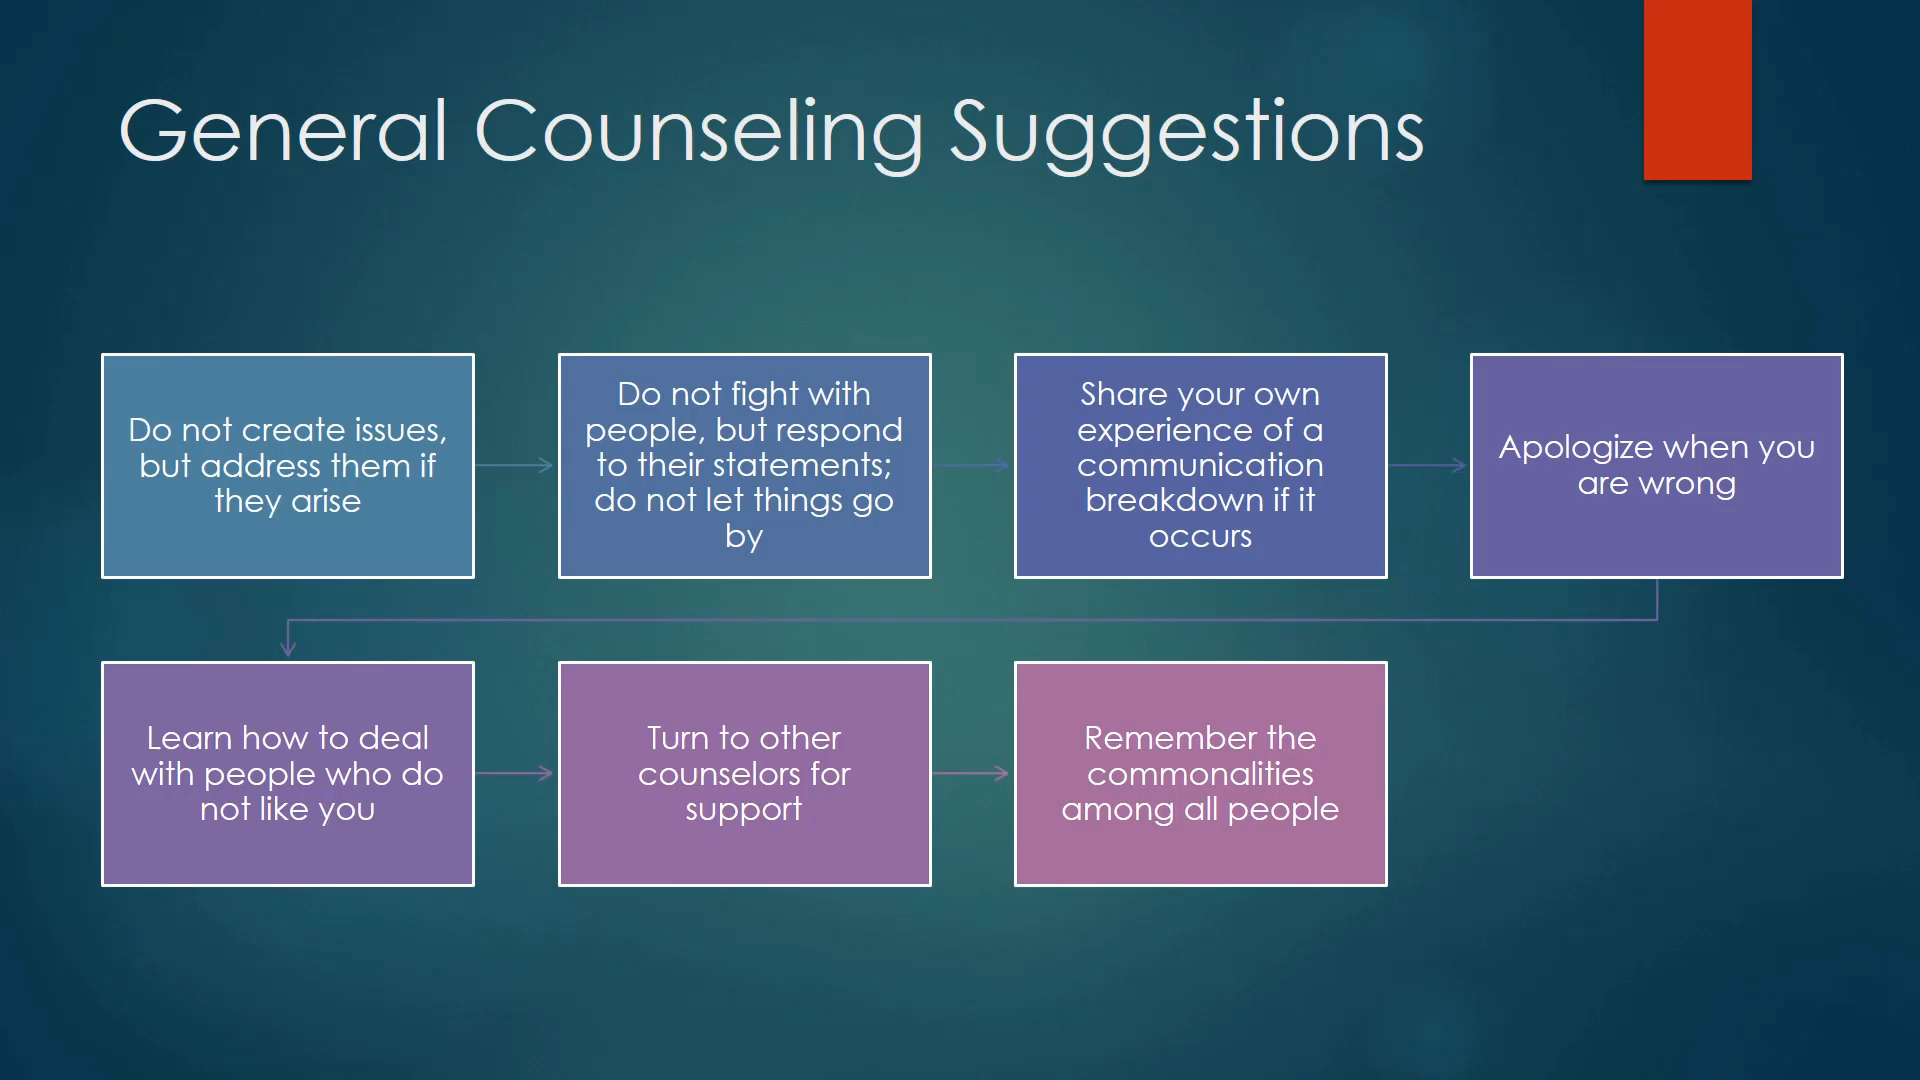 General Counseling Suggestions
Do not create issues,
but address them if
they arise
Do not fight with
people, but respond
to their statements;
do not let things go
by
Share your own
experience of a
communication
breakdown if it
occurs
Apologize when you
are wrong
Learn how to deal
with people who do
not like you
Turn to other
counselors for
support
Remember the
commonalities
among all people